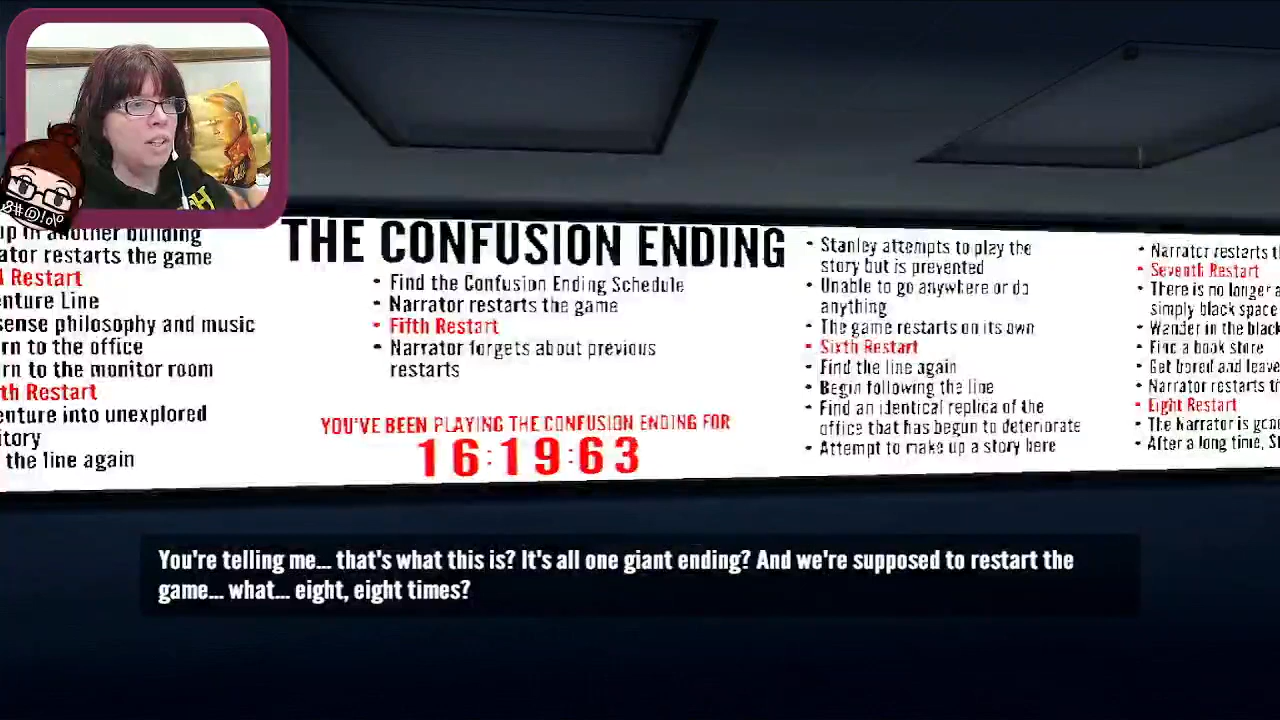 &#@!%
up in another building
ator restarts the game
Restart
enture Line
sense philosophy and music
rn to the office
rn to the monitor room
th Restart
enture into unexplored
itory
the line again
THE CONFUSION ENDING
• Find the Confusion Ending Schedule
• Narrator restarts the game
• Fifth Restart
• Narrator forgets about previous
restarts
YOU'VE BEEN PLAYING THE CONFUSION ENDING FOR
16:19:63
• Stanley attempts to play the
story but is prevented
• Unable to go anywhere or do
anything
• The game restarts on its own
• Sixth Restart
• Find the line again
• Begin following the line
• Find an identical replica of the
office that has begun to deteriorate
• Attempt to make up a story here
• Narrator restarts th
• Seventh Restart
• There is no longer a
simply black space
• Wander in the black
• Find a book store
• Get bored and leave
• Narrator restarts th
• Eight Restart
• The Narrator is gone
• After a long time, St
You're telling me... that's what this is? It's all one giant ending? And we're supposed to restart the
game... what... eight, eight times?